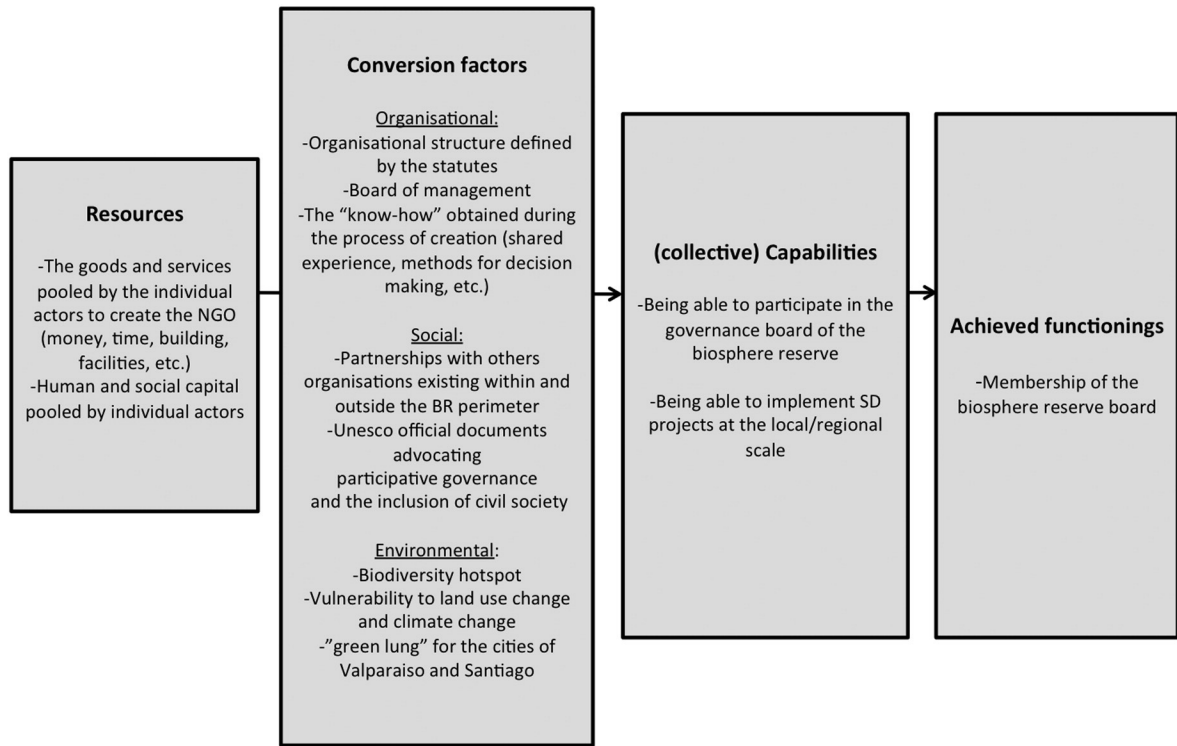 Resources
-The goods and services
pooled by the individual
actors to create the NGO
(money, time, building,
facilities, etc.)
-Human and social capital
pooled by individual actors
Conversion factors
Organisational:
-Organisational structure defined
by the statutes
-Board of management
-The “know-how” obtained during
the process of creation (shared
experience, methods for decision
making, etc.)
Social:
-Partnerships with others
organisations existing within and
outside the BR perimeter
-Unesco official documents
advocating
participative governance
and the inclusion of civil society
Environmental:
-Biodiversity hotspot
-Vulnerability to land use change
and climate change
-”green lung” for the cities of
Valparaiso and Santiago
(collective) Capabilities
-Being able to participate in the
governance board of the
biosphere reserve
-Being able to implement SD
projects at the local/regional
scale
Achieved functionings
-Membership of the
biosphere reserve board